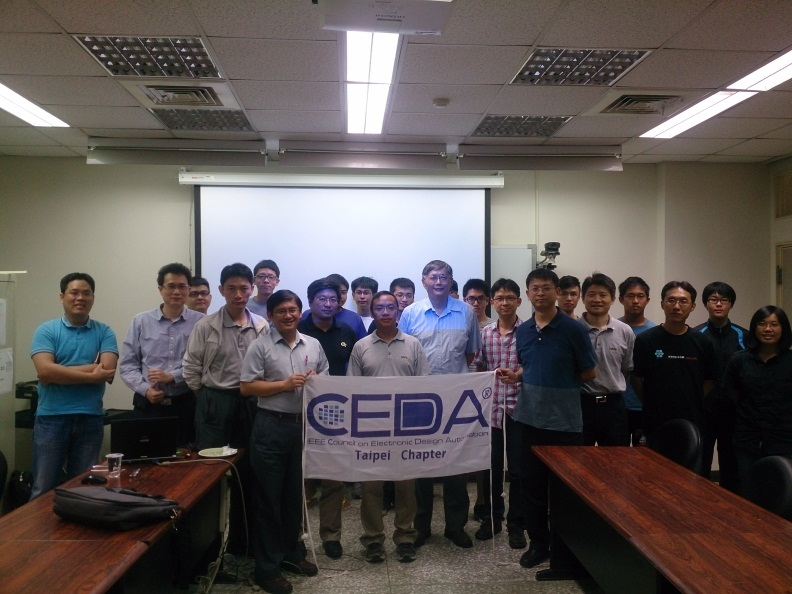 CEDA®
IEEE Council on Electronic Design Automation
Taipei Chapter